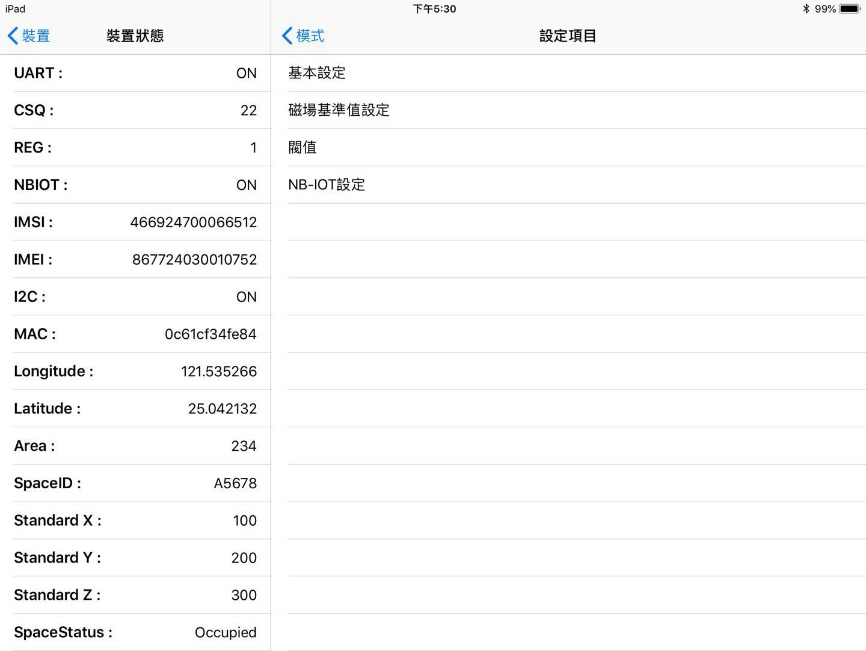 iPad 下午5:30 99%
裝置 裝置狀態 模式 設定項目
UART : ON
CSQ : 22
REG : 1
NBIOT : ON
IMSI : 466924700066512
IMEI : 867724030010752
I2C : ON
MAC : 0c61cf34fe84
Longitude : 121.535266
Latitude : 25.042132
Area : 234
SpaceID : A5678
Standard X : 100
Standard Y : 200
Standard Z : 300
SpaceStatus : Occupied
基本設定
磁場基準值設定
閥值
NB-IOT設定